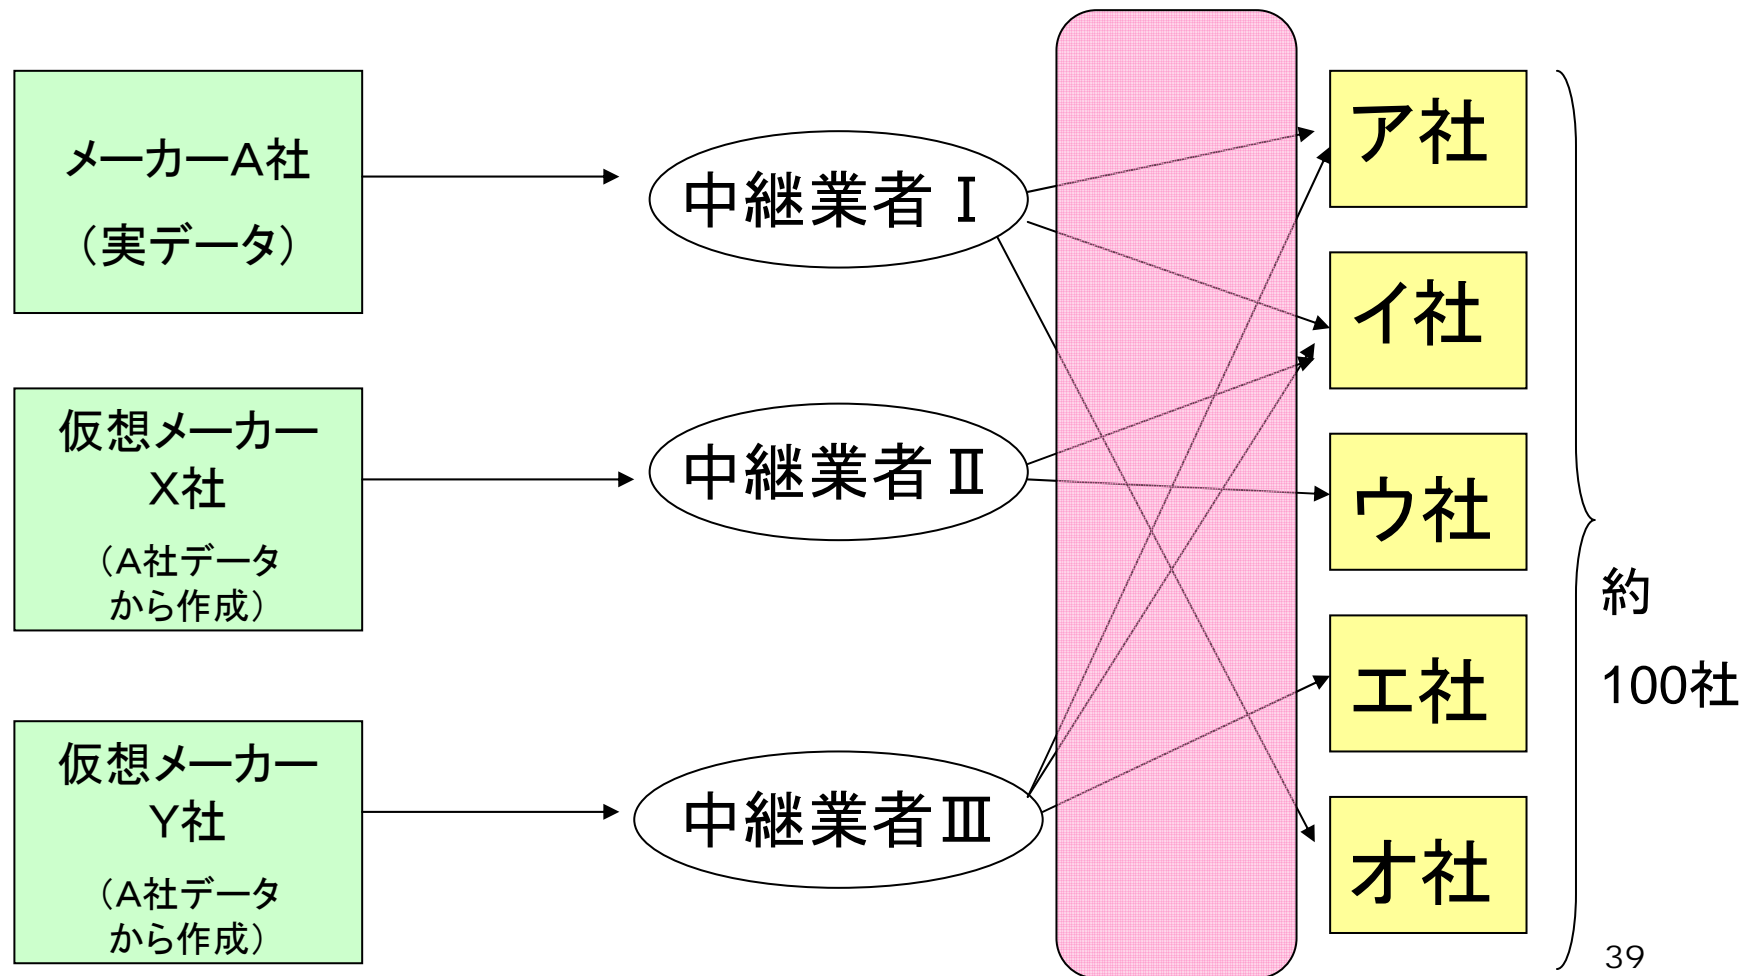 メーカーA社
（実データ）
中継業者Ⅰ
ア社
イ社
仮想メーカー
X社
（A社データ
から作成）
中継業者Ⅱ
ウ社
約
100社
エ社
仮想メーカー
Y社
（A社データ
から作成）
中継業者Ⅲ
オ社
39